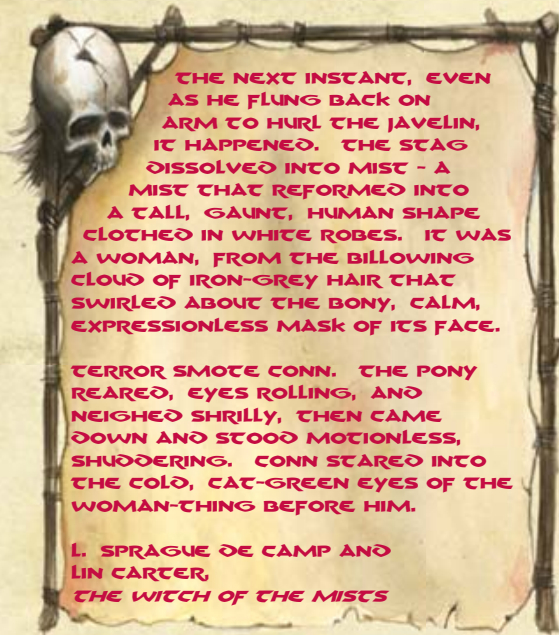 THE NEXT INSTANT, EVEN
AS HE FLUNG BACK ON
ARM TO HURL THE JAVELIN,
IT HAPPENED. THE STAG
DISSOLVED INTO MIST - A
MIST THAT REFORMED INTO
A TALL, GAUNT, HUMAN SHAPE
CLOTHED IN WHITE ROBES. IT WAS
A WOMAN, FROM THE BILLOWING
CLOUD OF IRON-GREY HAIR THAT
SWIRLED ABOUT THE BONY, CALM,
EXPRESSIONLESS MASK OF ITS FACE.

TERROR SMOTE CONN. THE PONY
REARED, EYES ROLLING, AND
NEIGHED SHRILLY, THEN CAME
DOWN AND STOOD MOTIONLESS,
SHUDDERING. CONN STARED INTO
THE COLD, CAT-GREEN EYES OF THE
WOMAN-THING BEFORE HIM.

L. SPRAGUE DE CAMP AND
LIN CARTER,
THE WITCH OF THE MISTS